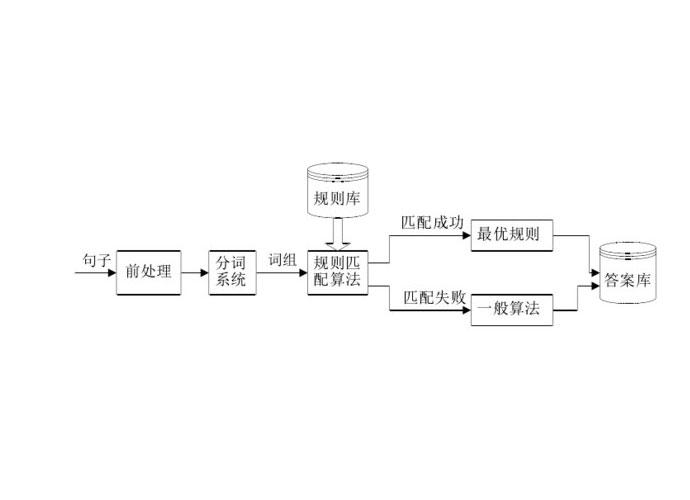 规则库
句子
前处理
分词
系统
词组
规则匹
配算法
匹配成功
最优规则
匹配失败
一般算法
答案库